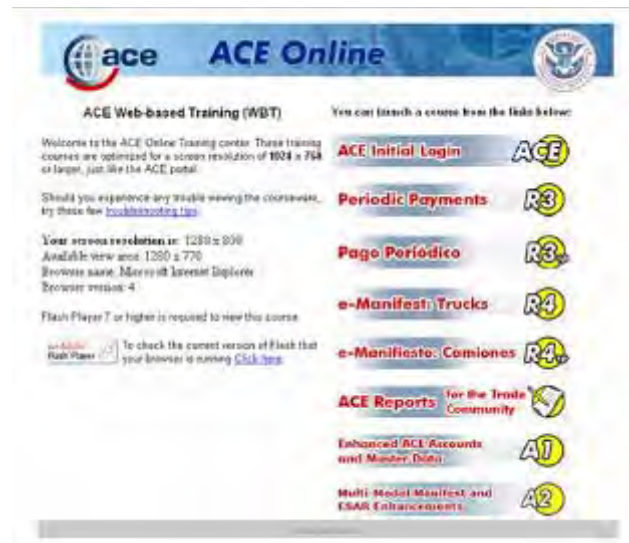 ace ACE Online
ACE Web-based Training (WBT)
Welcome to the ACE Online Training center. These training
courses are optimized for a screen resolution of 1024 x 768
or larger, just like the ACE portal.
Should you experience any trouble viewing the courseware,
try these few troubleshooting tips.
Your screen resolution is: 1280 x 800
Available view area: 1280 x 770
Browser name: Microsoft Internet Explorer
Browser version: 4
Flash Player 7 or higher is required to view this course.
Flash Player
To check the current version of Flash that
your browser is running Click here.
You can launch a course from the links below:
ACE Initial Login ACE
Periodic Payments R3
Pago Periódico R3
e-Manifest: Trucks R4
e-Manifiesto: Camiones R4
ACE Reports for the Trade
Community
Enhanced ACE Accounts
and Master Data A1
Multi-Modal Manifest and
ESAR Enhancements A2